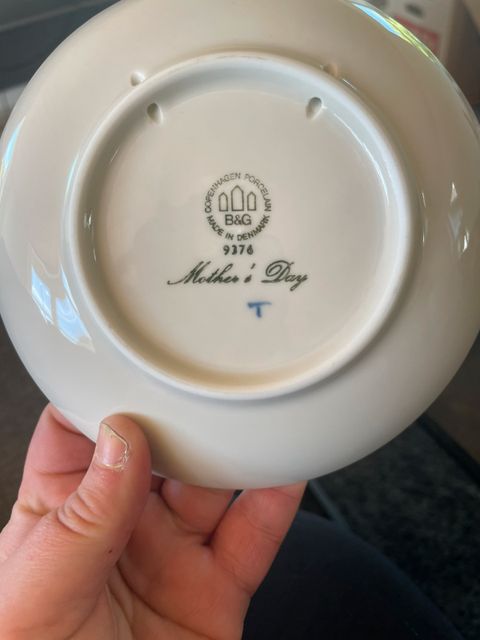 COPENHAGEN PORCELAIN
B&G
MADE IN DENMARK
9376
Mother's Day
T